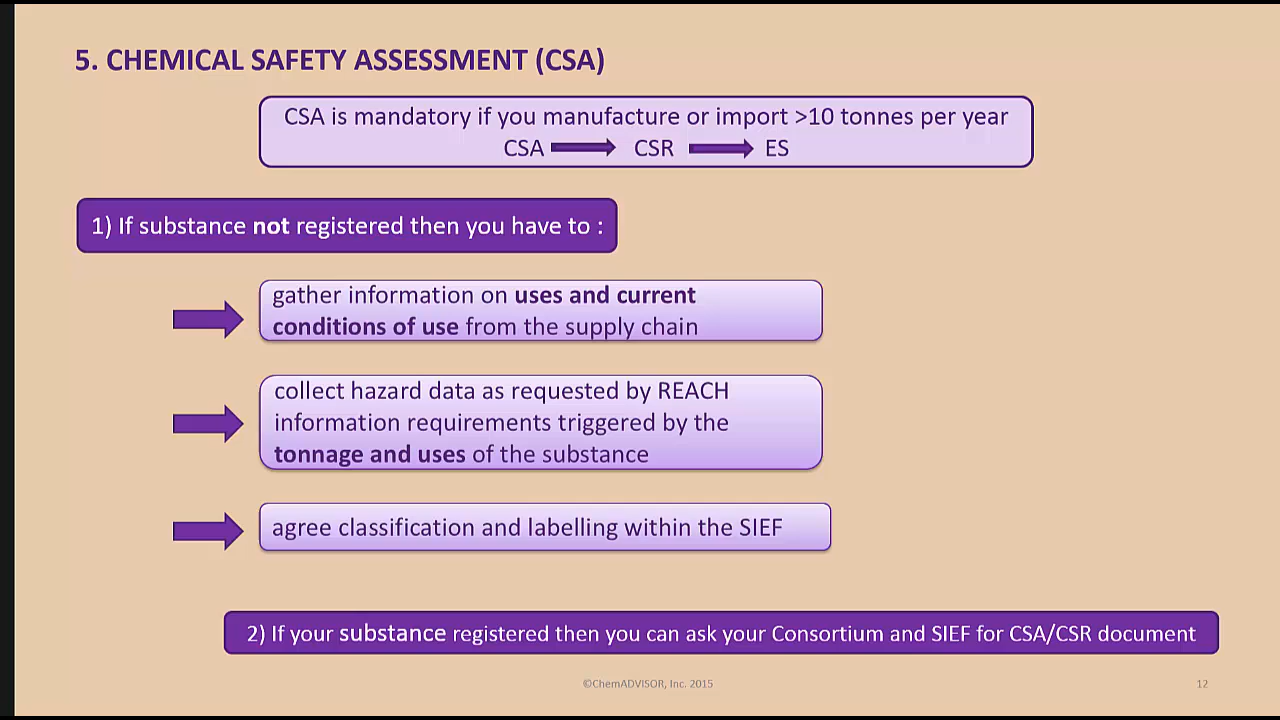 5. CHEMICAL SAFETY ASSESSMENT (CSA)
CSA is mandatory if you manufacture or import >10 tonnes per year
CSA CSR ES
1) If substance not registered then you have to :
gather information on uses and current
conditions of use from the supply chain
collect hazard data as requested by REACH
information requirements triggered by the
tonnage and uses of the substance
agree classification and labelling within the SIEF
2) If your substance registered then you can ask your Consortium and SIEF for CSA/CSR document
©ChemADVISOR, Inc. 2015
12